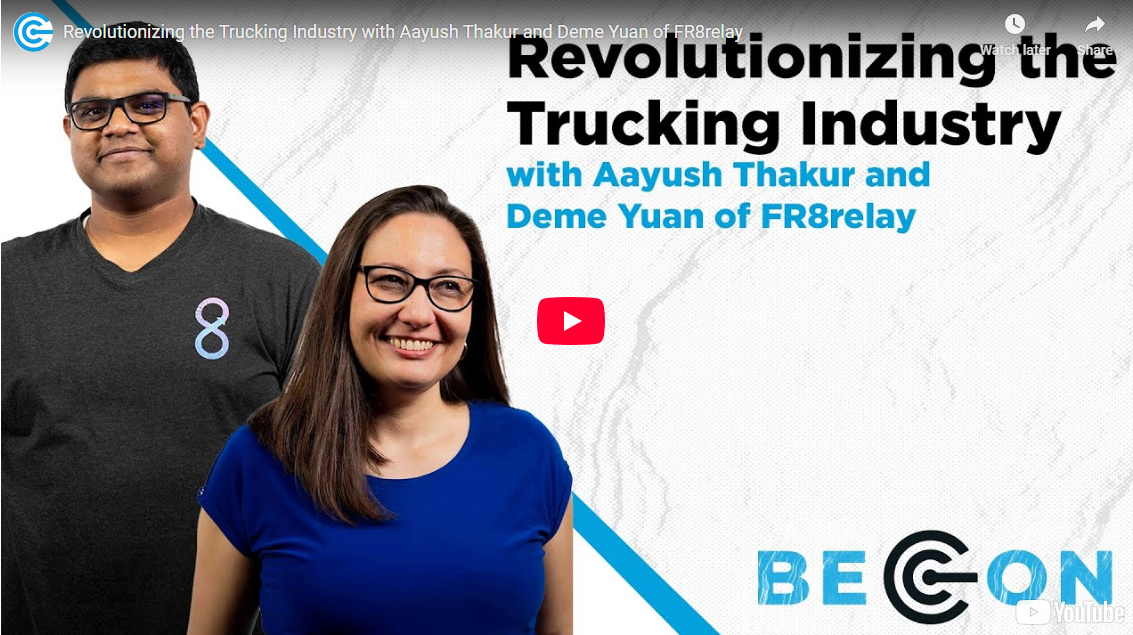 Revolutionizing the Trucking Industry with Aayush Thakur and Deme Yuan of FR8relay
Watch later
Share
Revolutionizing the
Trucking Industry
with Aayush Thakur and
Deme Yuan of FR8relay
8
BECON
YouTube